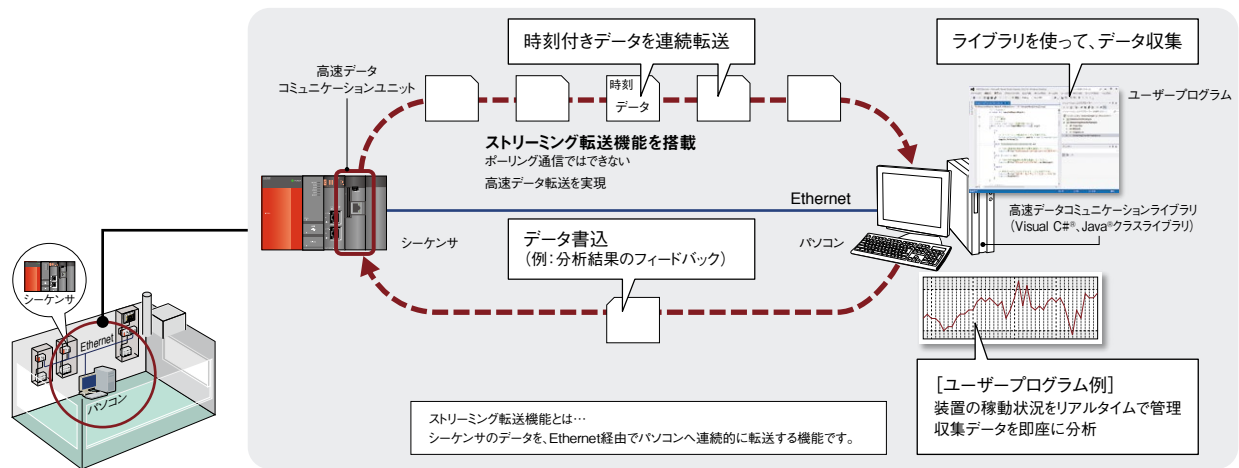 時刻付きデータを連続転送
ライブラリを使って、データ収集
高速データ
コミュニケーションユニット
時刻
データ
ユーザープログラム
ストリーミング転送機能を搭載
ポーリング通信ではできない
高速データ転送を実現
Ethernet
シーケンサ
データ書込
(例：分析結果のフィードバック)
パソコン
高速データコミュニケーションライブラリ
(Visual C#®、Java®クラスライブラリ)
シーケンサ
Ethernet
パソコン
[ユーザープログラム例]
装置の稼動状況をリアルタイムで管理
収集データを即座に分析
ストリーミング転送機能とは…
シーケンサのデータを、Ethernet経由でパソコンへ連続的に転送する機能です。